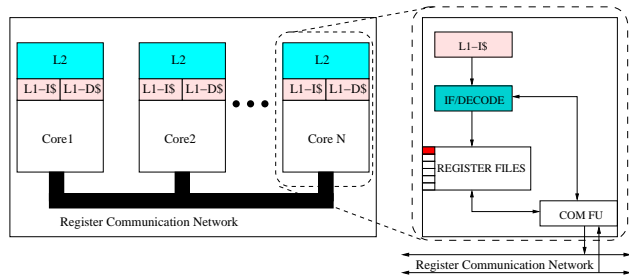 L2 L2 L2
L1–I$ L1–D$ L1–I$ L1–D$ L1–I$ L1–D$
Core1 Core2 Core N
Register Communication Network
L1–I$
IF/DECODE
REGISTER FILES
COM FU
Register Communication Network